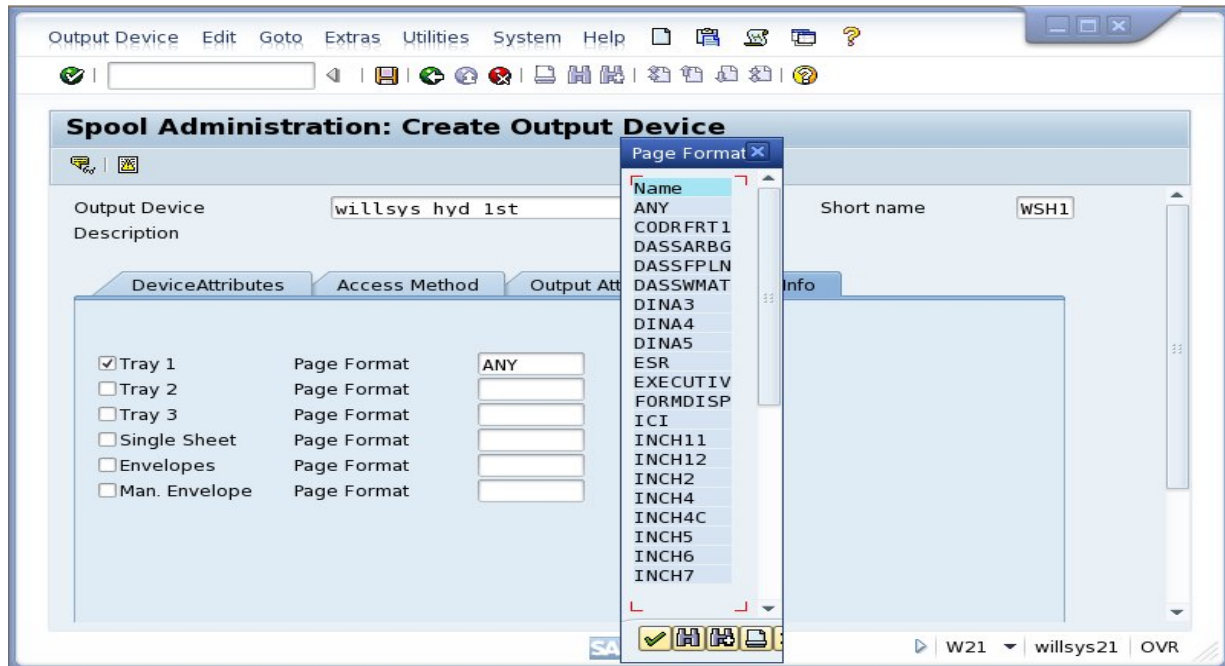 Output Device Edit Goto Extras Utilities System Help
Spool Administration: Create Output Device
Page Format
Output Device willsys hyd 1st Short name WSH1
Description
DeviceAttributes Access Method Output Att Info
Tray 1 Page Format ANY
Tray 2 Page Format
Tray 3 Page Format
Single Sheet Page Format
Envelopes Page Format
Man. Envelope Page Format
Name
ANY
CODRFRT1
DASSARBG
DASSFPLN
DASSWMAT
DINA3
DINA4
DINA5
ESR
EXECUTIV
FORMDISP
ICI
INCH11
INCH12
INCH2
INCH4
INCH4C
INCH5
INCH6
INCH7
SA W21 willsys21 OVR